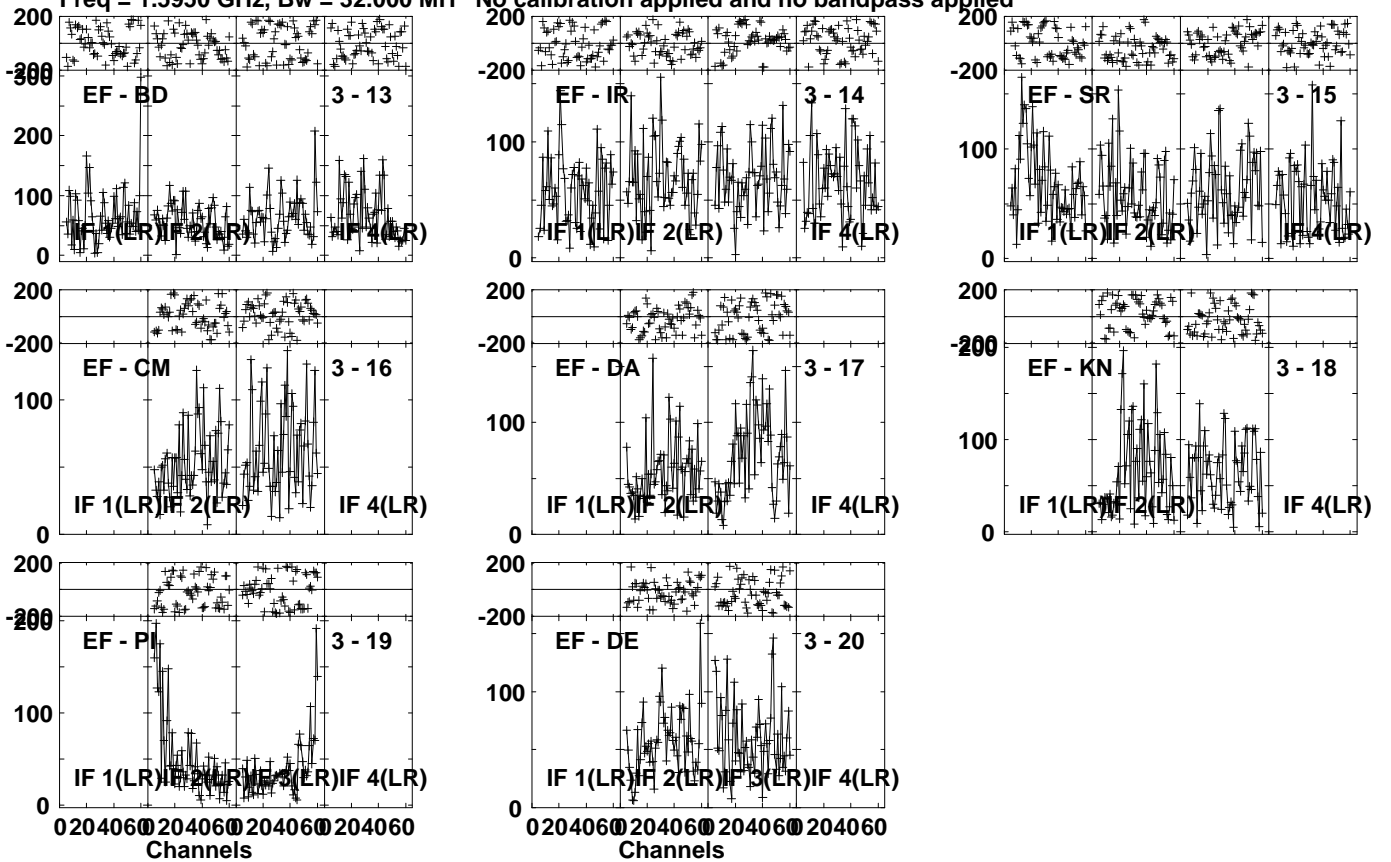 Freq = 1.5950 GHz, Bw = 32.000 MH No calibration applied and no bandpass applied
200
-200
300
200
100
0
EF - BD
3 - 13
IF 1(LR) IF 2(LR) IF 4(LR)
200
-200
100
0
EF - IR
3 - 14
IF 1(LR) IF 2(LR) IF 4(LR)
200
-200
100
0
EF - SR
3 - 15
IF 1(LR) IF 2(LR) IF 4(LR)
200
-200
100
0
EF - CM
3 - 16
IF 1(LR) IF 2(LR) IF 4(LR)
200
-200
100
0
EF - DA
3 - 17
IF 1(LR) IF 2(LR) IF 4(LR)
200
-200
200
100
0
EF - KN
3 - 18
IF 1(LR) IF 2(LR) IF 4(LR)
200
-200
200
100
0
EF - PI
3 - 19
IF 1(LR) IF 2(LR) IF 3(LR) IF 4(LR)
0 20 40 60 0 20 40 60 0 20 40 60 0 20 40 60
Channels
200
-200
100
0
EF - DE
3 - 20
IF 1(LR) IF 2(LR) IF 3(LR) IF 4(LR)
0 20 40 60 0 20 40 60 0 20 40 60 0 20 40 60
Channels